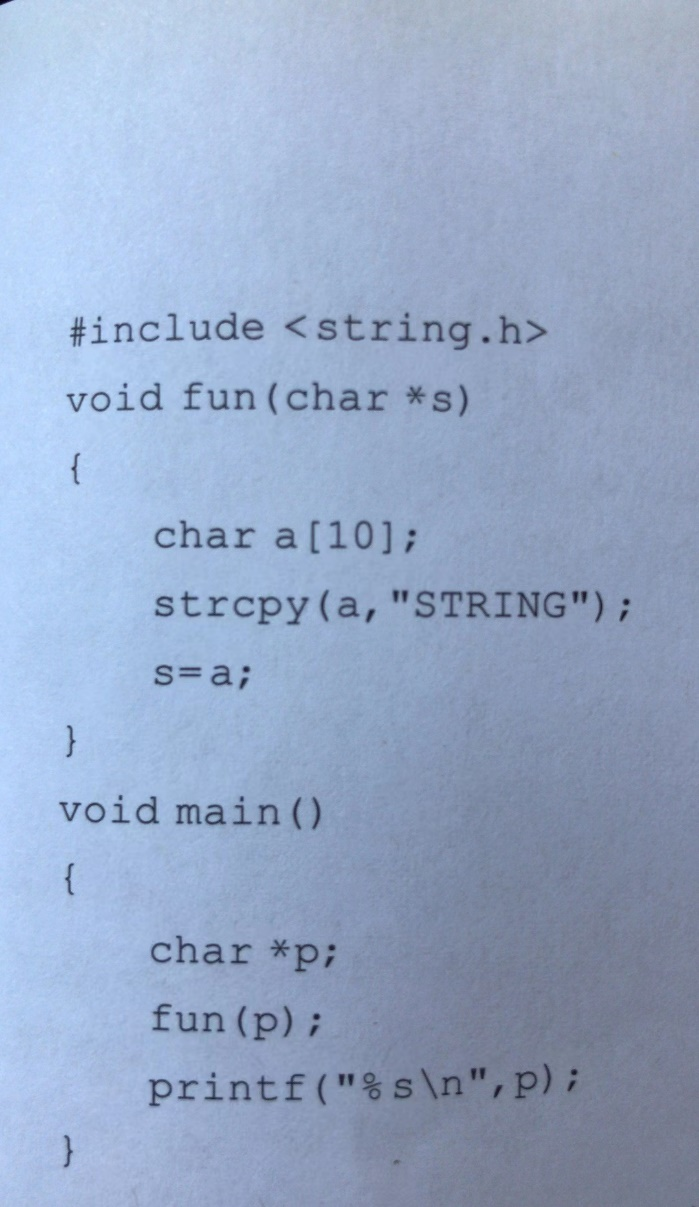 #include <string.h>
void fun(char *s)
{
char a[10];
strcpy(a,"STRING");
s=a;
}
void main()
{
char *p;
fun(p);
printf("%s\n",p);
}